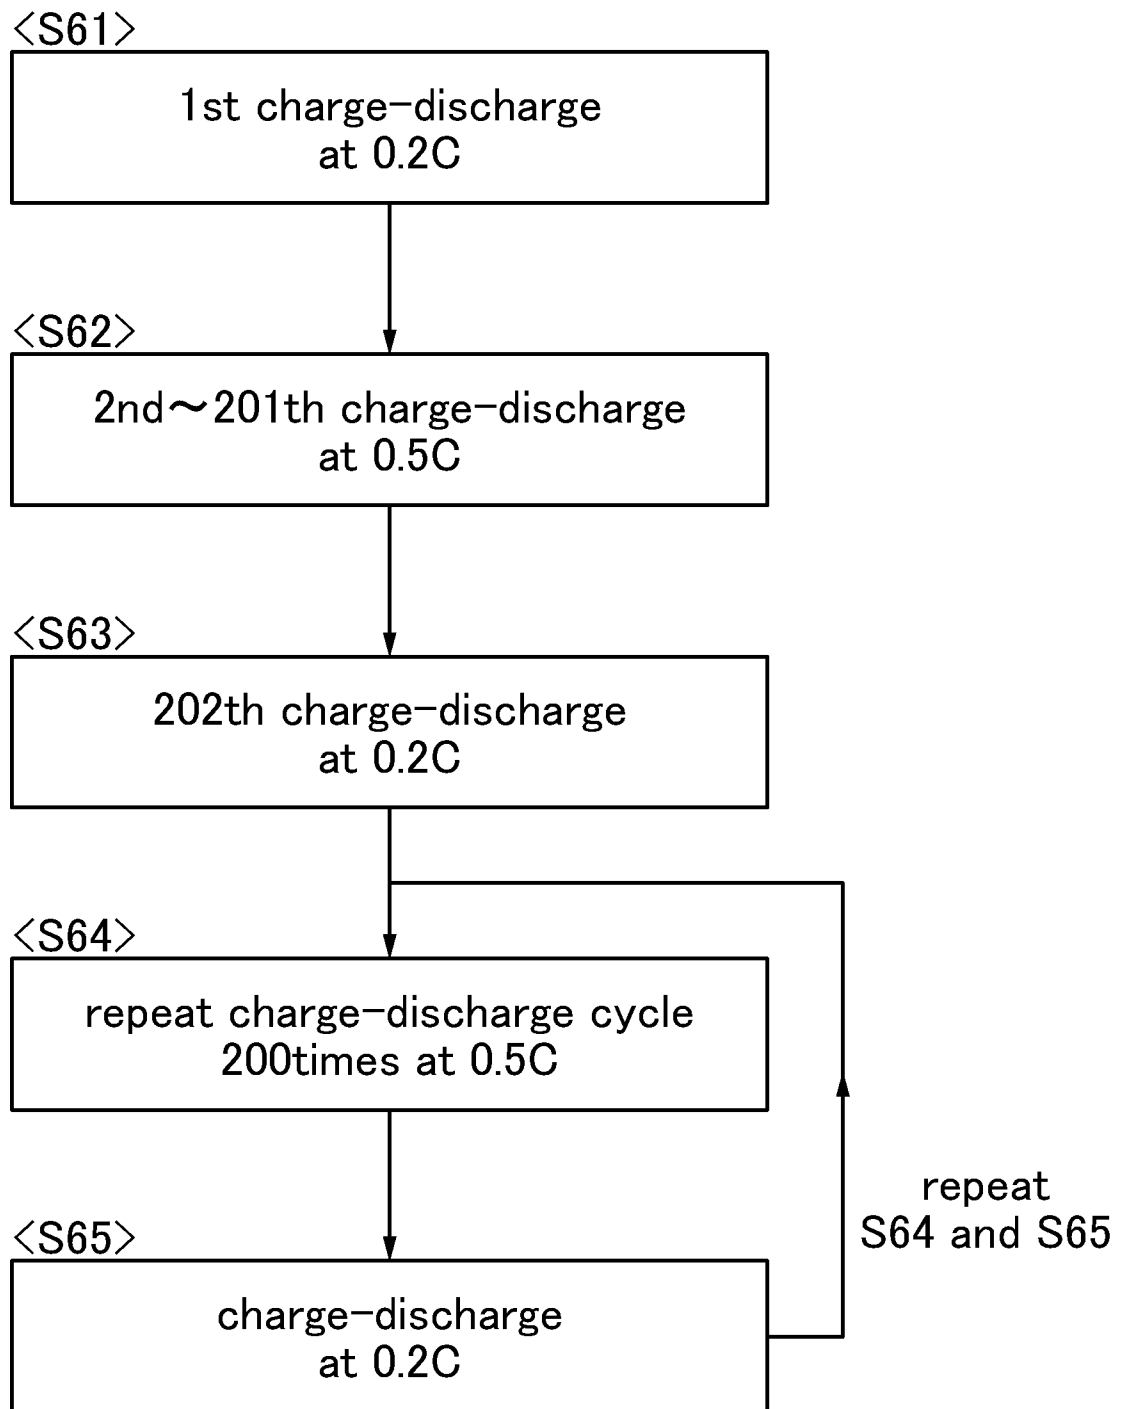 <S61>
1st charge-discharge
at 0.2C
<S62>
2nd～201th charge-discharge
at 0.5C
<S63>
202th charge-discharge
at 0.2C
<S64>
repeat charge-discharge cycle
200times at 0.5C
repeat
S64 and S65
<S65>
charge-discharge
at 0.2C